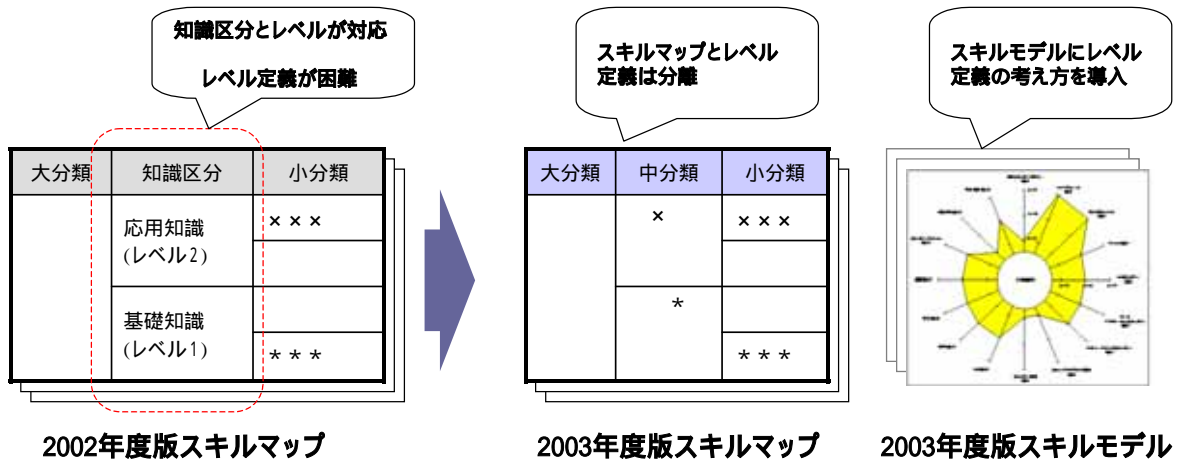 知識区分とレベルが対応
レベル定義が困難
スキルマップとレベル
定義は分離
スキルモデルにレベル
定義の考え方を導入
大分類 知識区分 小分類
応用知識
(レベル2)
×××
基礎知識
(レベル1)
***
大分類 中分類 小分類
× ×××
*
***
2002年度版スキルマップ
2003年度版スキルマップ
2003年度版スキルモデル